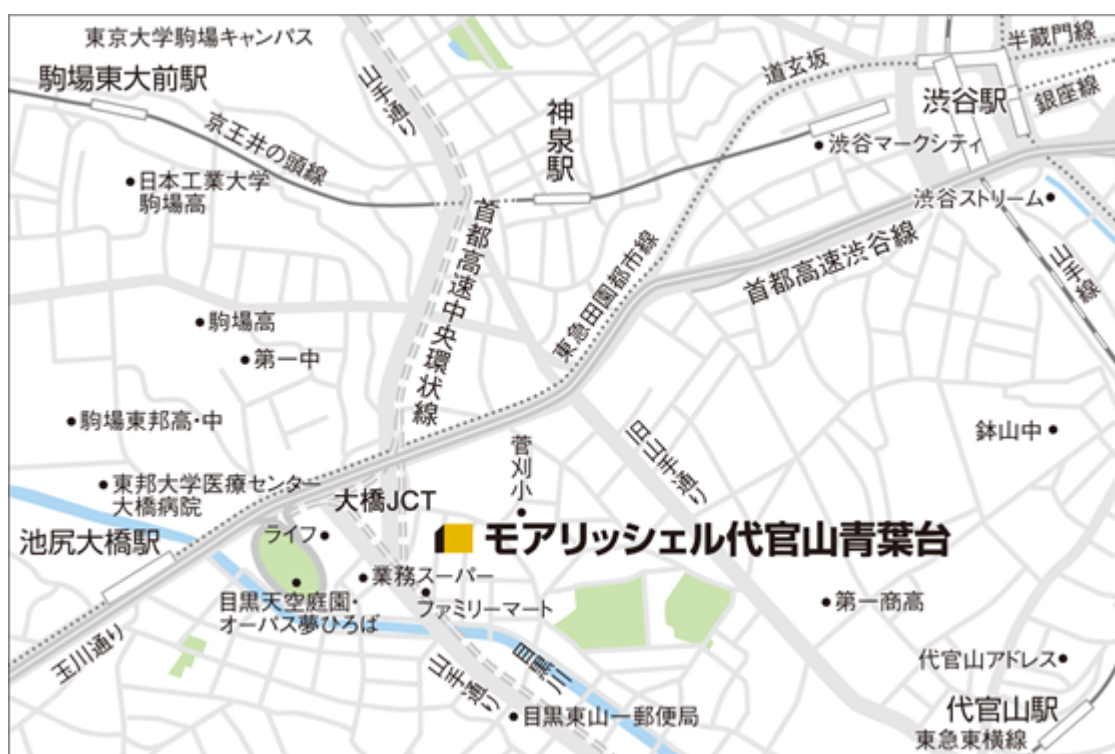 東京大学駒場キャンパス
駒場東大前駅
山手通り
道玄坂
半蔵門線
渋谷駅
銀座線
京王井の頭線
神泉駅
渋谷マークシティ
日本工業大学
駒場高
渋谷ストリーム
首都高速中央環状線
東急田園都市線
首都高速渋谷線
山手線
駒場高
第一中
駒場東邦高・中
菅刈小
旧山手通り
鉢山中
東邦大学医療センター
大橋病院
大橋JCT
池尻大橋駅
ライフ
モアリッシェル代官山青葉台
業務スーパー
目黒天空庭園・
オーパス夢ひろば
ファミリーマート
第一商高
玉川通り
山手通り
目黒川
代官山アドレス
目黒東山一郵便局
代官山駅
東急東横線